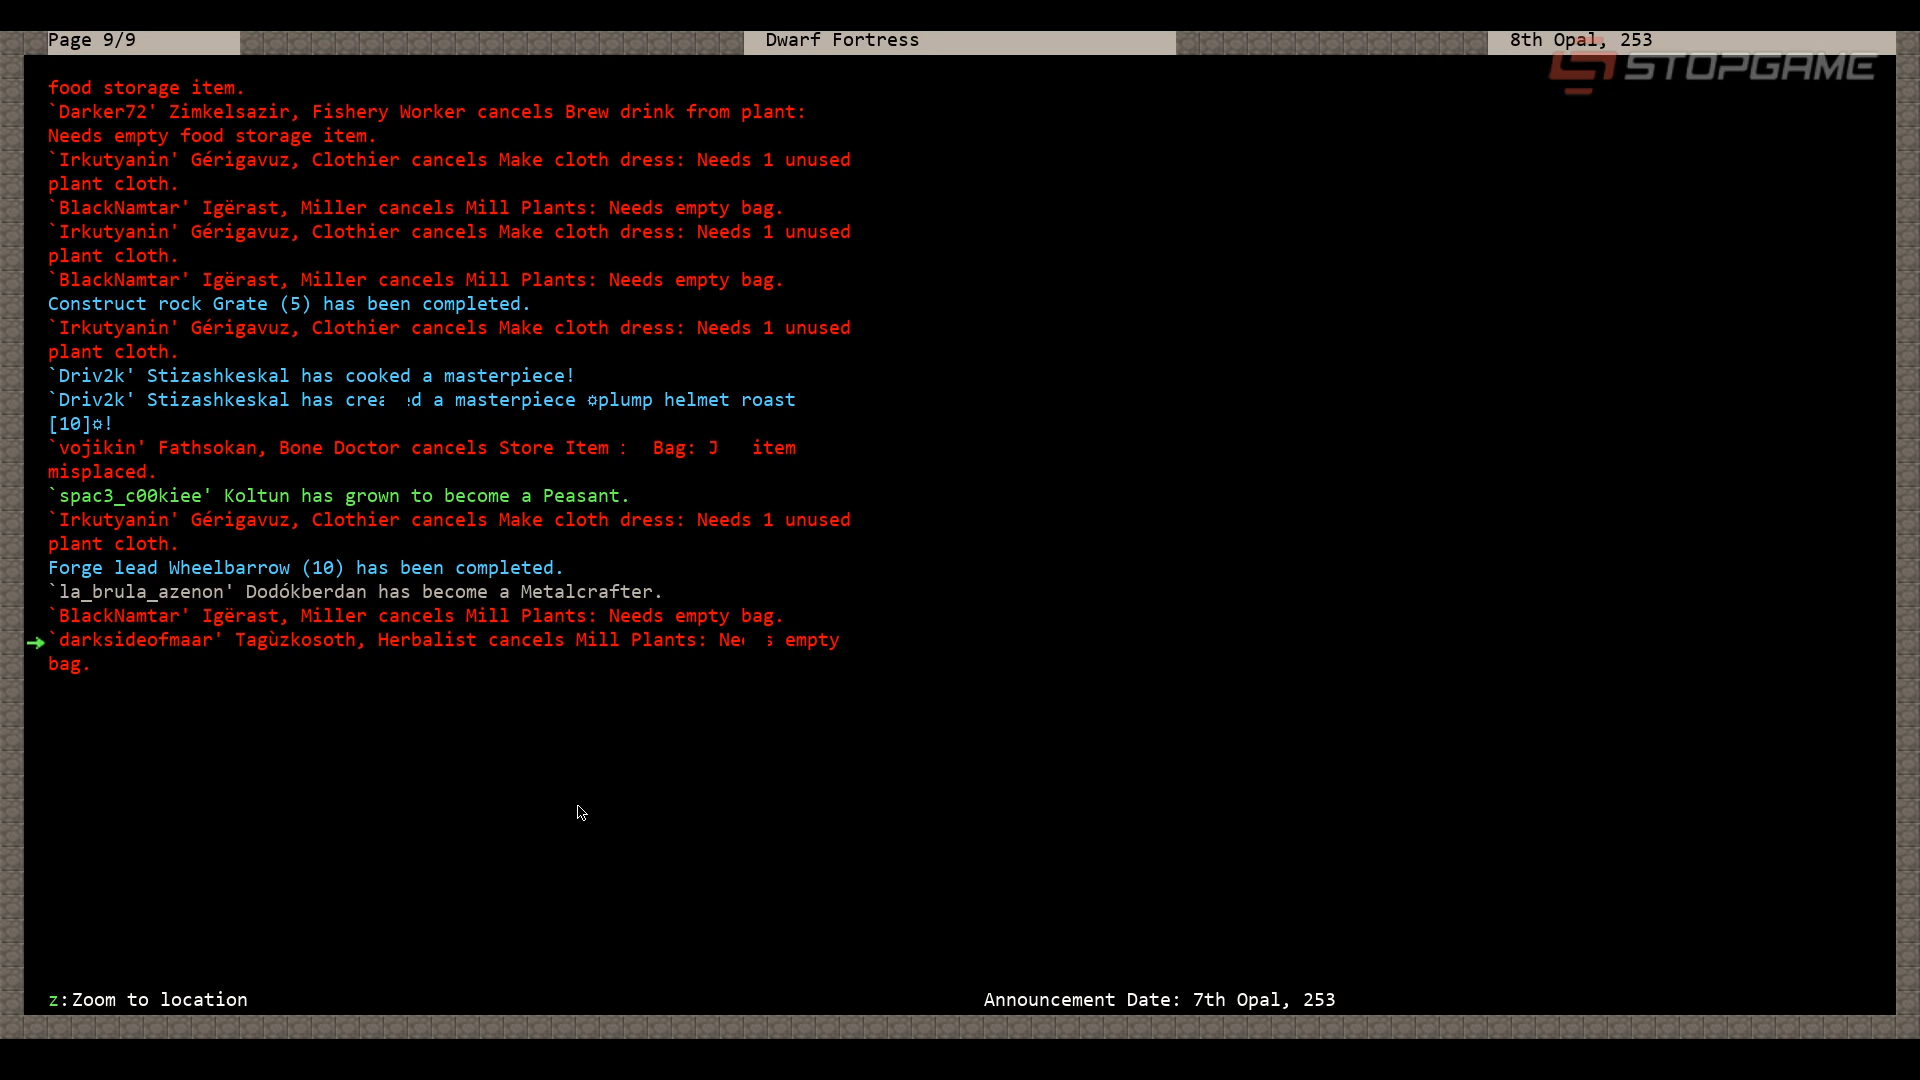 Page 9/9
Dwarf Fortress
8th Opal, 253
STOPGAME
food storage item.
`Darker72' Zimkelsazir, Fishery Worker cancels Brew drink from plant:
Needs empty food storage item.
`Irkutyanin' Gérigavuz, Clothier cancels Make cloth dress: Needs 1 unused
plant cloth.
`BlackNamtar' Igërast, Miller cancels Mill Plants: Needs empty bag.
`Irkutyanin' Gérigavuz, Clothier cancels Make cloth dress: Needs 1 unused
plant cloth.
`BlackNamtar' Igërast, Miller cancels Mill Plants: Needs empty bag.
Construct rock Grate (5) has been completed.
`Irkutyanin' Gérigavuz, Clothier cancels Make cloth dress: Needs 1 unused
plant cloth.
`Driv2k' Stizashkeskal has cooked a masterpiece!
`Driv2k' Stizashkeskal has a masterpiece ☼plump helmet roast
[10]☼!
`vojikin' Fathsokan, Bone Doctor cancels Store Item Bag: item
misplaced.
`spac3_c00kiee' Koltun has grown to become a Peasant.
`Irkutyanin' Gérigavuz, Clothier cancels Make cloth dress: Needs 1 unused
plant cloth.
Forge lead Wheelbarrow (10) has been completed.
`la_brula_azenon' Dodókberdan has become a Metalcrafter.
`BlackNamtar' Igërast, Miller cancels Mill Plants: Needs empty bag.
`darksideofmaar' Tagùzkosoth, Herbalist cancels Mill Plants: empty
bag.
z:Zoom to location
Announcement Date: 7th Opal, 253